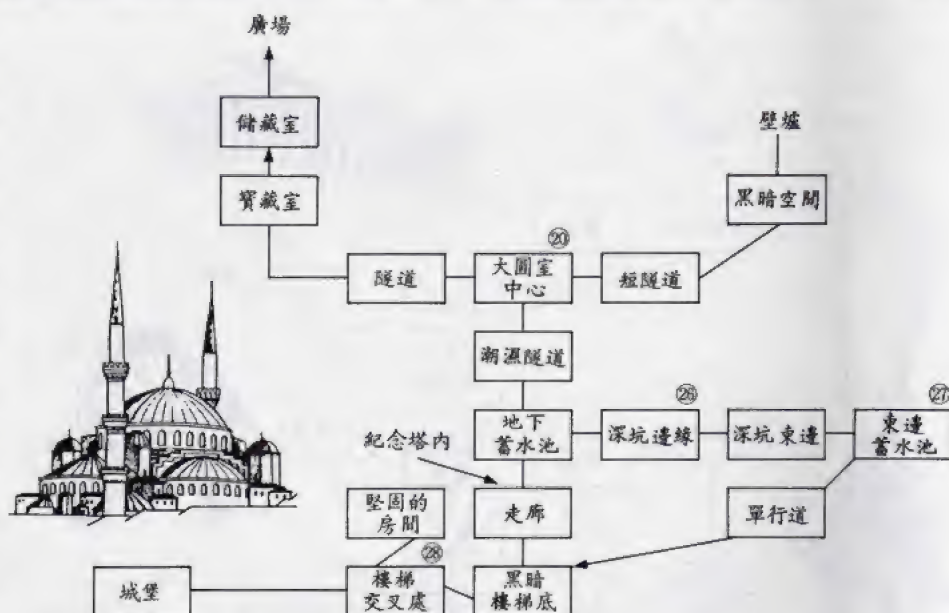 廣場
儲藏室
壁爐
寶藏室
黑暗空間
⑳
隧道
大圓室
中心
短隧道
潮濕隧道
㉖
㉗
地下
蓄水池
深坑邊緣
深坑東邊
東邊
蓄水池
紀念塔內
堅固的
房間
走廊
單行道
㉘
城堡
樓梯
交叉處
黑暗
樓梯底